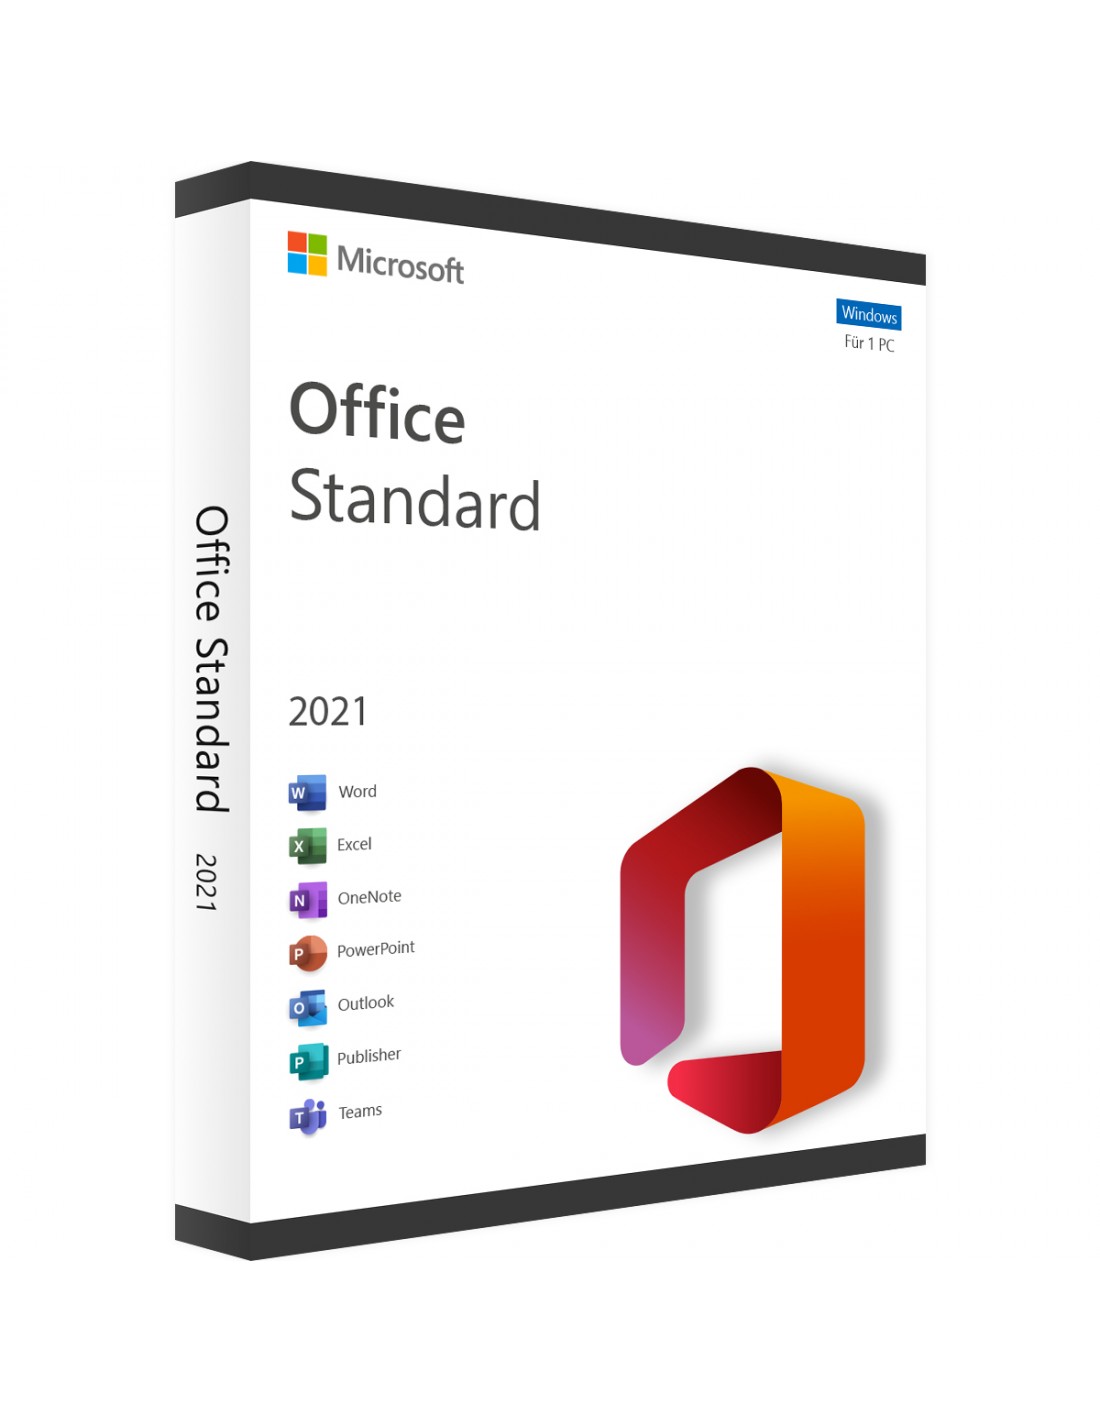 Microsoft
Windows
Für 1 PC
Office
Standard
2021
W Word
X Excel
N OneNote
P PowerPoint
O Outlook
P Publisher
T Teams
Office Standard 2021